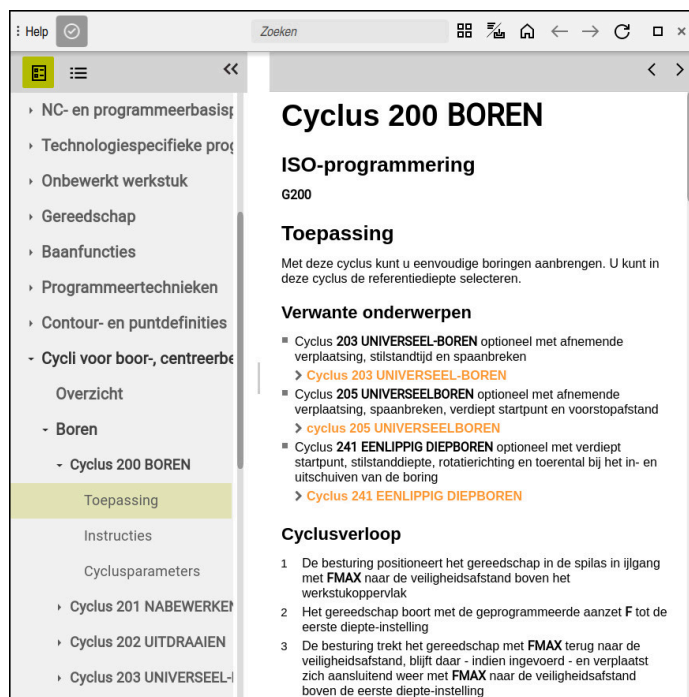 Help
Zoeken
NC- en programmeerbasisp
Technologiespecifieke prog
Onbewerkt werkstuk
Gereedschap
Baanfuncties
Programmeertechnieken
Contour- en puntdefinities
Cycli voor boor-, centreerbe
Overzicht
Boren
Cyclus 200 BOREN
Toepassing
Instructies
Cyclusparameters
Cyclus 201 NABEWERKEN
Cyclus 202 UITDRAAIEN
Cyclus 203 UNIVERSEEL-
Cyclus 200 BOREN
ISO-programmering
G200
Toepassing
Met deze cyclus kunt u eenvoudige boringen aanbrengen. U kunt in
deze cyclus de referentiediepte selecteren.
Verwante onderwerpen
Cyclus 203 UNIVERSEEL-BOREN optioneel met afnemende
verplaatsing, stilstandtijd en spaanbreken
Cyclus 203 UNIVERSEEL-BOREN
Cyclus 205 UNIVERSEELBOREN optioneel met afnemende
verplaatsing, spaanbreken, verdiept startpunt en voorstopafstand
cyclus 205 UNIVERSEELBOREN
Cyclus 241 EENLIPPIG DIEPBOREN optioneel met verdiept
startpunt, stilstanddiepte, rotatierichting en toerental bij het in- en
uitschuiven van de boring
Cyclus 241 EENLIPPIG DIEPBOREN
Cyclusverloop
1 De besturing positioneert het gereedschap in de spilas in ijlgang
met FMAX naar de veiligheidsafstand boven het
werkstukoppervlak
2 Het gereedschap boort met de geprogrammeerde aanzet F tot de
eerste diepte-instelling
3 De besturing trekt het gereedschap met FMAX terug naar de
veiligheidsafstand, blijft daar - indien ingevoerd - en verplaatst
zich aansluitend weer met FMAX naar de veiligheidsafstand
boven de eerste diepte-instelling